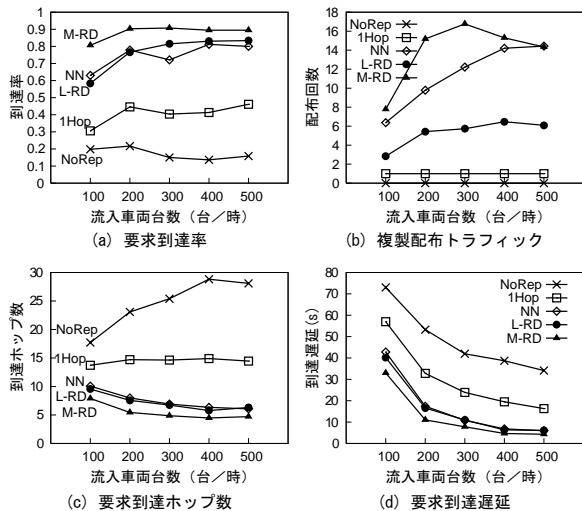 到達率
1
0.9
0.8
0.7
0.6
0.5
0.4
0.3
0.2
0.1
0
M-RD
NN
L-RD
1Hop
NoRep
100 200 300 400 500
流入車両台数（台／時）
(a) 要求到達率
NoRep
1Hop
NN
L-RD
M-RD
配布回数
18
16
14
12
10
8
6
4
2
0
100 200 300 400 500
流入車両台数（台／時）
(b) 複製配布トラフィック
到達ホップ数
30
25
20
15
10
5
0
NoRep
1Hop
NN
L-RD
M-RD
100 200 300 400 500
流入車両台数（台／時）
(c) 要求到達ホップ数
到達遅延(s)
80
70
60
50
40
30
20
10
0
NoRep
1Hop
NN
L-RD
M-RD
100 200 300 400 500
流入車両台数（台／時）
(d) 要求到達遅延